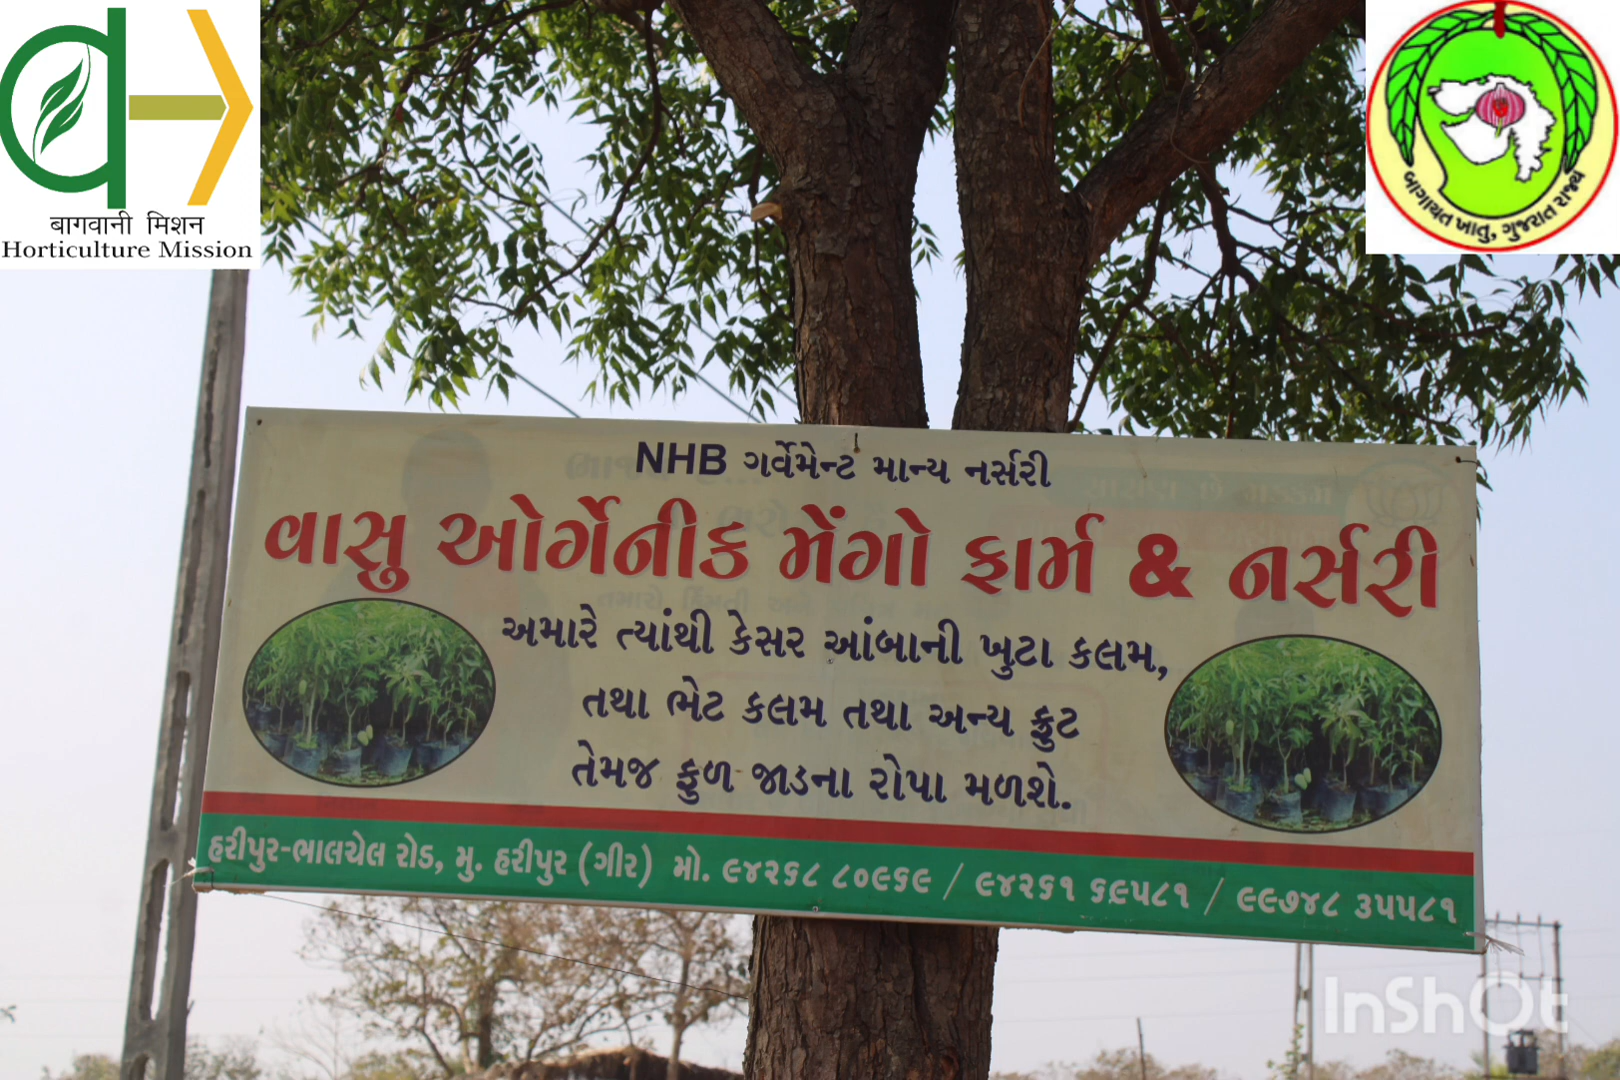 बागवानी मिशन
Horticulture Mission
બાગાયત ખાતુ, ગુજરાત રાજ્ય
NHB ગર્વમેન્ટ માન્ય નર્સરી
વાસુ ઓર્ગેનીક મેંગો ફાર્મ & નર્સરી
અમારે ત્યાંથી કેસર આંબાની ખુટા કલમ,
તથા ભેટ કલમ તથા અન્ય ફ્રુટ
તેમજ ફુળ જાડના રોપા મળશે.
હરીપુર-ભાલચેલ રોડ, મુ. હરીપુર (ગીર) મો. ૯૪૨૬૮ ૮૦૯૬૯ / ૯૪૨૬૧ ૬૯૫૮૧ / ૯૯૭૪૮ ૩૫૫૮૧
InShOt